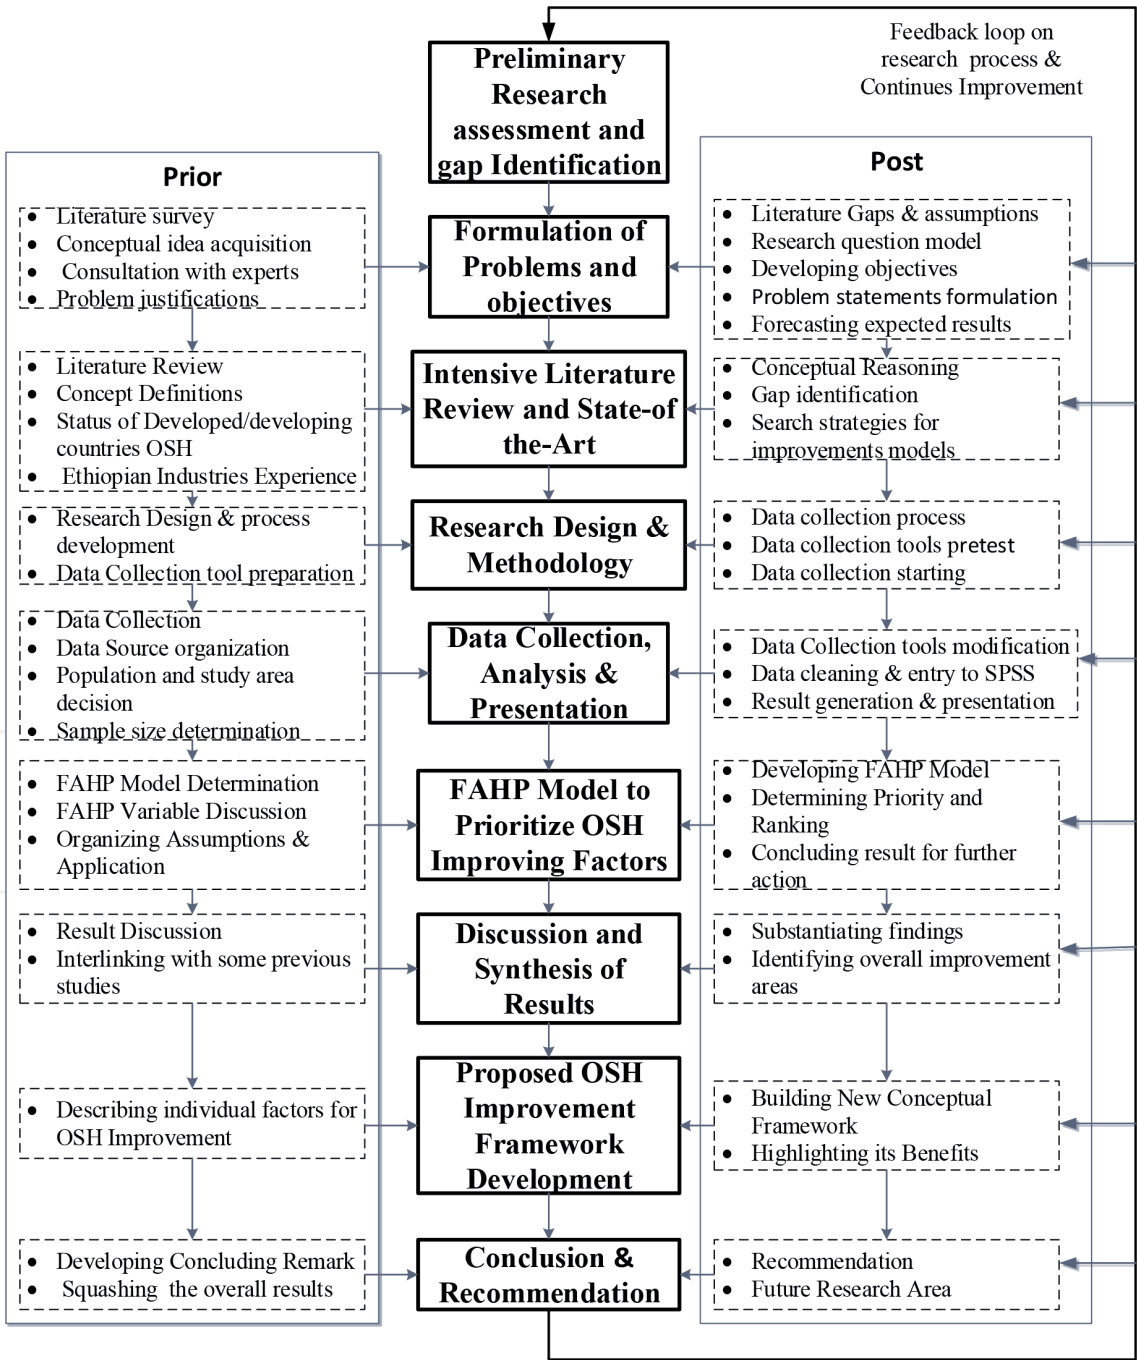 Feedback loop on
research process &
Continues Improvement
Preliminary
Research
assessment and
gap Identification
Prior
Post
• Literature survey
• Conceptual idea acquisition
• Consultation with experts
• Problem justifications
Formulation of
Problems and
objectives
• Literature Gaps & assumptions
• Research question model
• Developing objectives
• Problem statements formulation
• Forecasting expected results
• Literature Review
• Concept Definitions
• Status of Developed/developing
countries OSH
• Ethiopian Industries Experience
Intensive Literature
Review and State-of
the-Art
• Conceptual Reasoning
• Gap identification
• Search strategies for
improvements models
• Research Design & process
development
• Data Collection tool preparation
Research Design &
Methodology
• Data collection process
• Data collection tools pretest
• Data collection starting
• Data Collection
• Data Source organization
• Population and study area
decision
• Sample size determination
Data Collection,
Analysis &
Presentation
• Data Collection tools modification
• Data cleaning & entry to SPSS
• Result generation & presentation
• FAHP Model Determination
• FAHP Variable Discussion
• Organizing Assumptions &
Application
FAHP Model to
Prioritize OSH
Improving Factors
• Developing FAHP Model
• Determining Priority and
Ranking
• Concluding result for further
action
• Result Discussion
• Interlinking with some previous
studies
Discussion and
Synthesis of
Results
• Substantiating findings
• Identifying overall improvement
areas
• Describing individual factors for
OSH Improvement
Proposed OSH
Improvement
Framework
Development
• Building New Conceptual
Framework
• Highlighting its Benefits
• Developing Concluding Remark
• Squashing the overall results
Conclusion &
Recommendation
• Recommendation
• Future Research Area